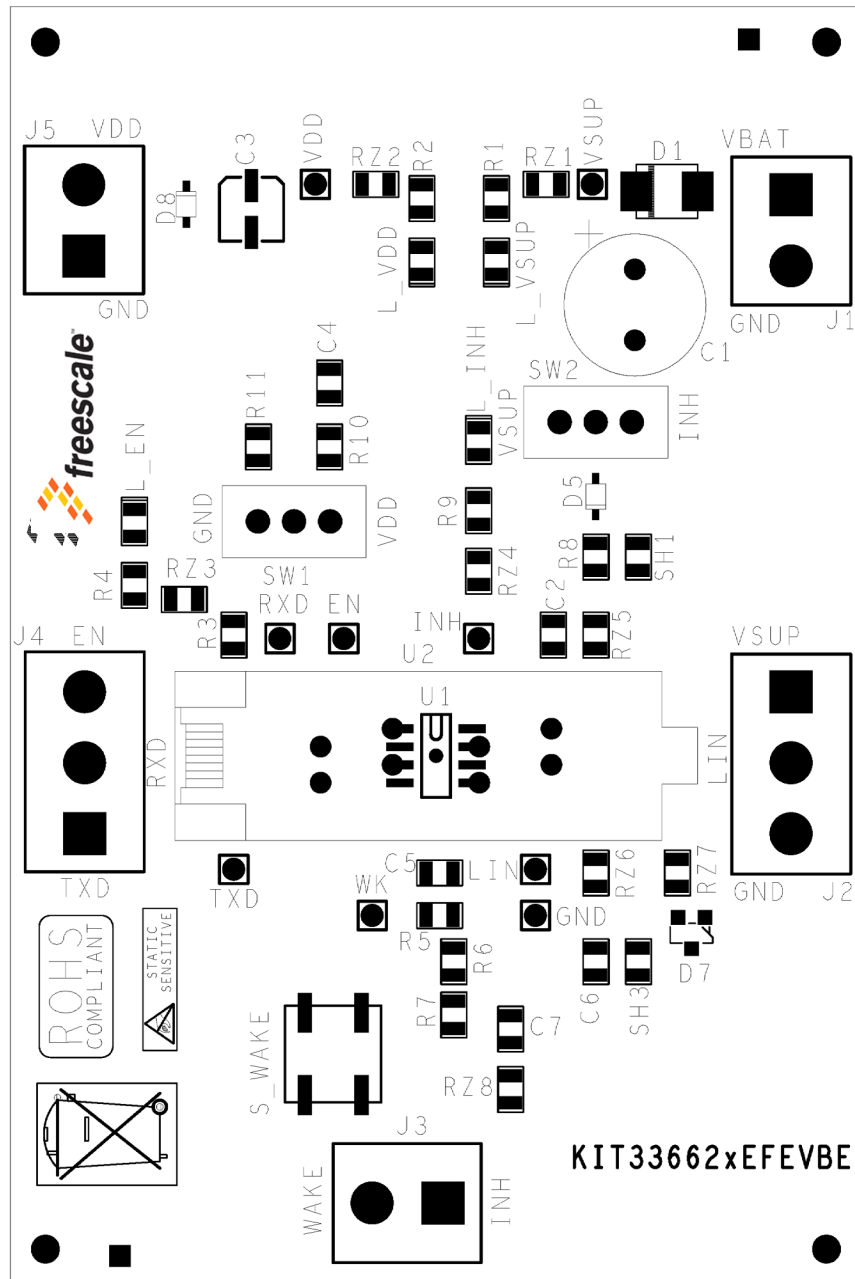 J5 VDD
D8
C3
VDD
RZ2
R2
R1
RZ1
VSUP
D1
VBAT
GND
L_VDD
L_VSUP
C1
GND
J1
freescale™
C4
R11
R10
L_INH
VSUP
SW2
INH
L_EN
GND
VDD
SW1
R9
D5
R4
RZ3
RZ4
R8
SH1
C2
R3
RXD
EN
INH
RZ5
J4 EN
U2
VSUP
U1
RXD
LIN
TXD
TXD
C5
LIN
RZ6
RZ7
GND
J2
WK
GND
R5
R6
D7
ROHS
COMPLIANT
STATIC
SENSITIVE
R7
C6
SH3
C7
S_WAKE
RZ8
J3
KIT33662xEFEVBE
WAKE
INH